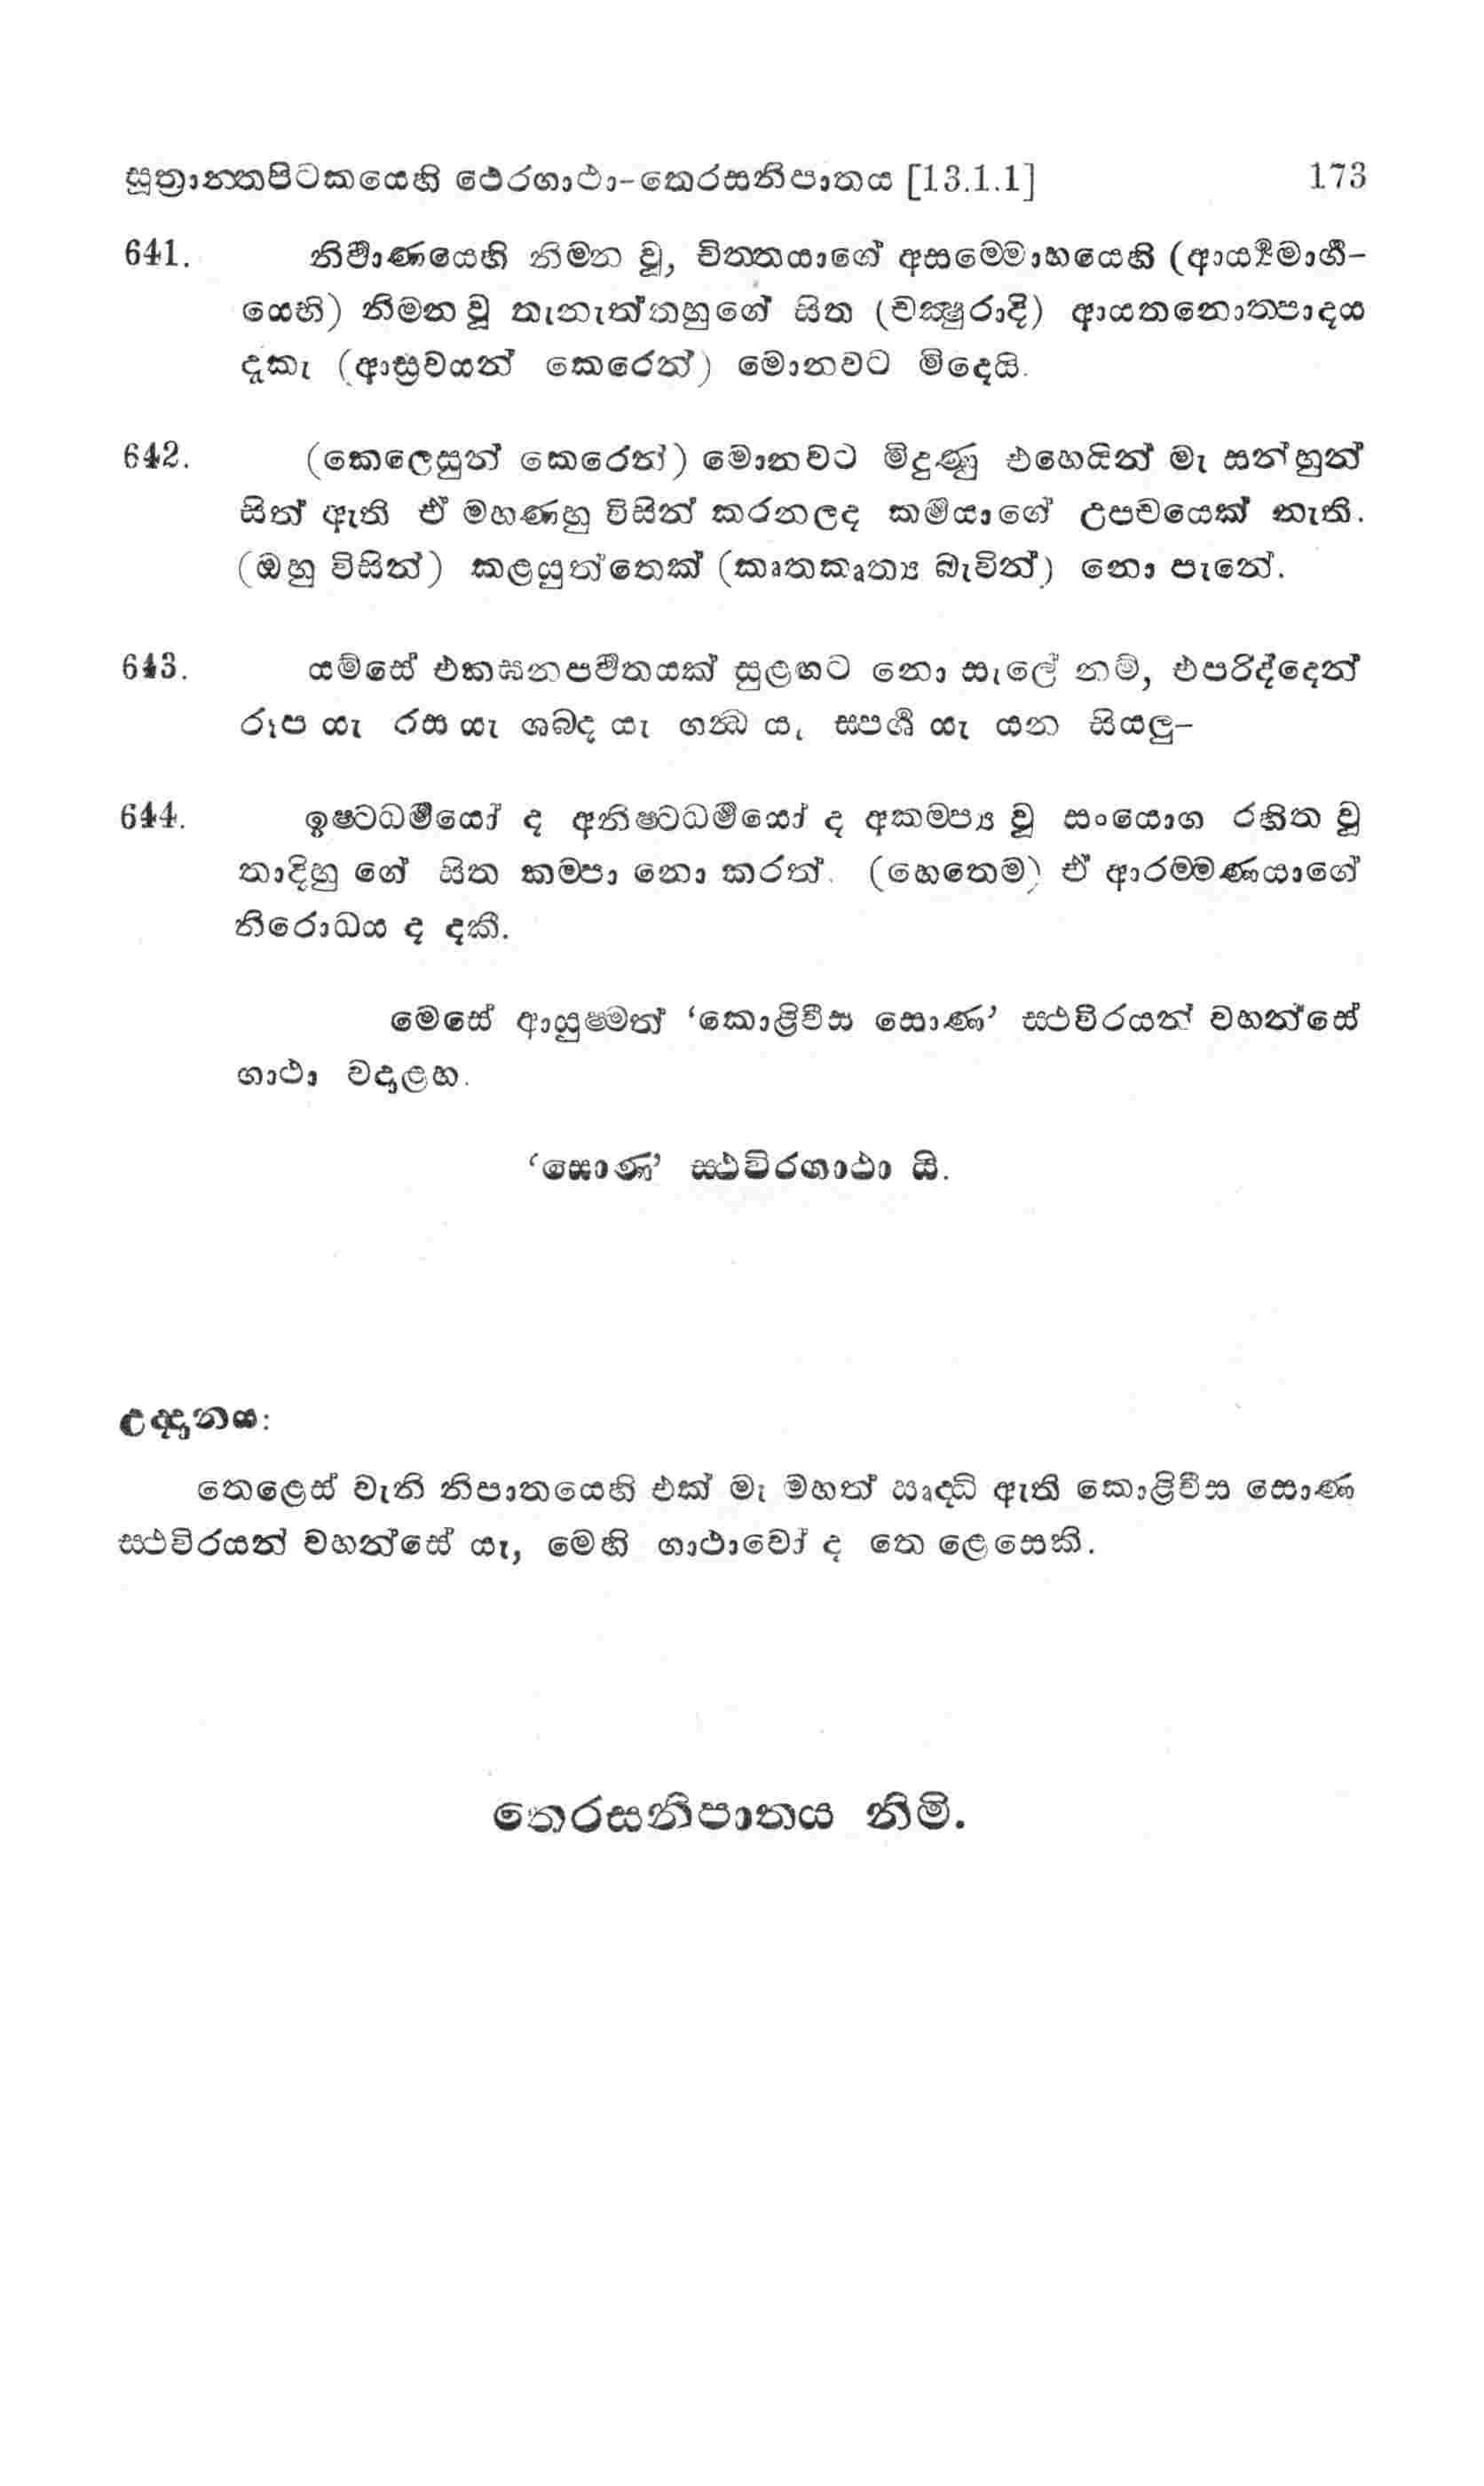 සූත්‍රාන්තපිටකයෙහි ථෙරගාථා-තෙරසනිපාතය [13.1.1] 173
641. නිර්‍වාණයෙහි නිමන වූ, චිත්තයාගේ අසම්මොහයෙහි (ආර්‍ය්‍යමාර්‍ග-
යෙහි) නිමන වූ තැනැත්තහුගේ සිත (චක්‍ෂුරාදි) ආයතනොත්පාදය
දැකැ (ආස්‍රවයන් කෙරෙන්) මොනවට මිදෙයි.
642. (කෙලෙසුන් කෙරෙන්) මොනවට මිදුණු එහෙයින් මැ සන්හුන්
සිත් ඇති ඒ මහණහු විසින් කරනලද කර්‍මයාගේ උපචයෙක් නැති.
(ඔහු විසින්) කළයුත්තෙක් (කෘතකෘත්‍ය බැවින්) නො පැනේ.
643. යම්සේ එකඝනපර්‍වතයක් සුළඟට නො සැලේ නම්, එපරිද්දෙන්
රූප යැ රස යැ ශබ්ද යැ ගන්ධ යැ ස්පර්‍ශ යැ යන සියලු-
644. ඉෂ්ටධර්‍මයෝ ද අනිෂ්ටධර්‍මයෝ ද අකම්ප්‍ය වූ සංයොග රහිත වූ
තාදිහු ගේ සිත කම්පා නො කරත්. (හෙතෙම) ඒ ආරම්මණයාගේ
නිරොධය ද දකී.
මෙසේ ආයුෂ්මත් ‘කොළිවීස සොණ’ ස්ථවිරයන් වහන්සේ
ගාථා වදාළහ.
‘සොණ’ ස්ථවිරගාථා යි.
උද්දානය:
තෙළෙස් වැනි නිපාතයෙහි එක් මැ මහත් ඍද්ධි ඇති කොළිවීස සොණ
ස්ථවිරයන් වහන්සේ යැ, මෙහි ගාථාවෝ ද තෙ ළෙසෙකි.
තෙරසනිපාතය නිමි.